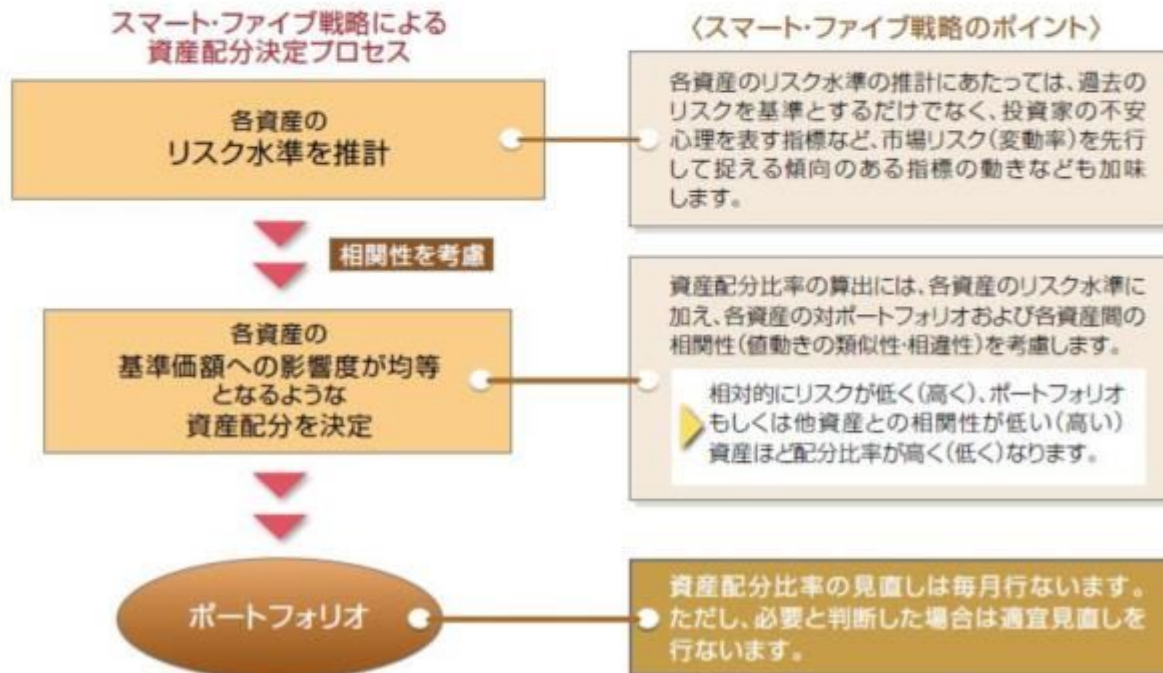 スマート・ファイブ戦略による
資産配分決定プロセス
〈スマート・ファイブ戦略のポイント〉
各資産の
リスク水準を推計
各資産のリスク水準の推計にあたっては、過去の
リスクを基準とするだけでなく、投資家の不安
心理を表す指標など、市場リスク(変動率)を先行
して捉える傾向のある指標の動きなども加味
します。
相関性を考慮
各資産の
基準価額への影響度が均等
となるような
資産配分を決定
資産配分比率の算出には、各資産のリスク水準に
加え、各資産の対ポートフォリオおよび各資産間の
相関性(値動きの類似性・相違性)を考慮します。
相対的にリスクが低く(高く)、ポートフォリオ
もしくは他資産との相関性が低い(高い)
資産ほど配分比率が高く(低く)なります。
ポートフォリオ
資産配分比率の見直しは毎月行ないます。
ただし、必要と判断した場合は適宜見直しを
行ないます。